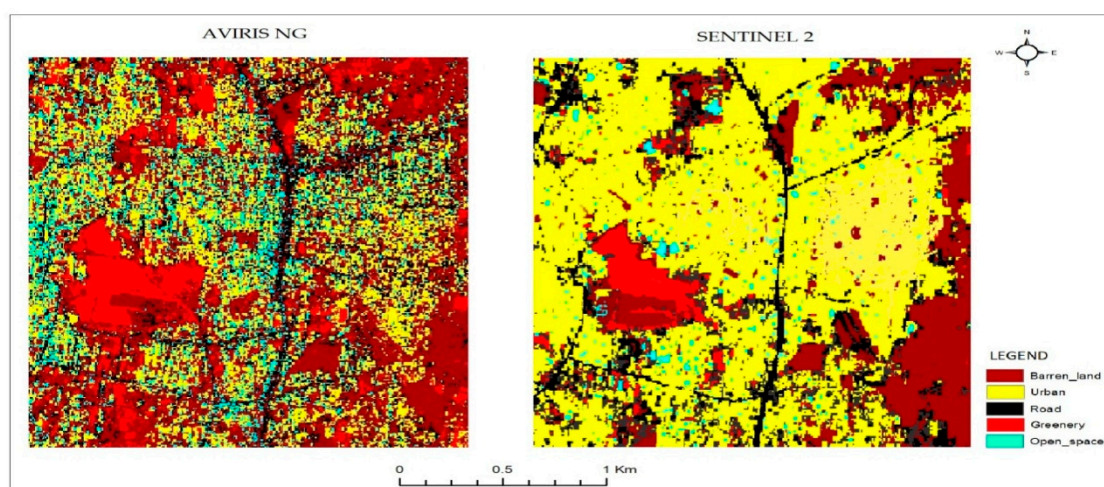 AVIRIS NG
SENTINEL 2
N
W E
S
LEGEND
Barren_land
Urban
Road
Greenery
Open_space
0 0.5 1 Km